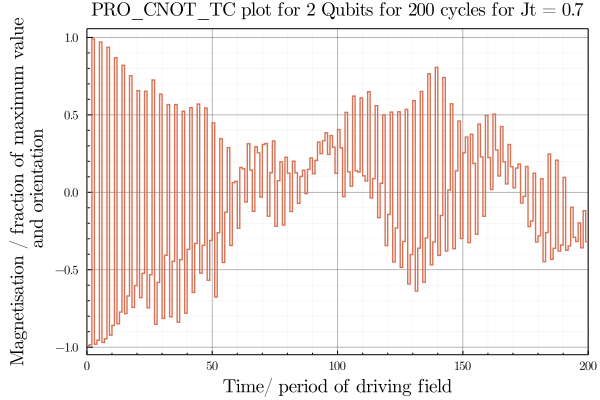 PRO_CNOT_TC plot for 2 Qubits for 200 cycles for Jt = 0.7
Magnetisation / fraction of maximum value
and orientation
1.0
0.5
0.0
−0.5
−1.0
0
50
100
150
200
Time/ period of driving field